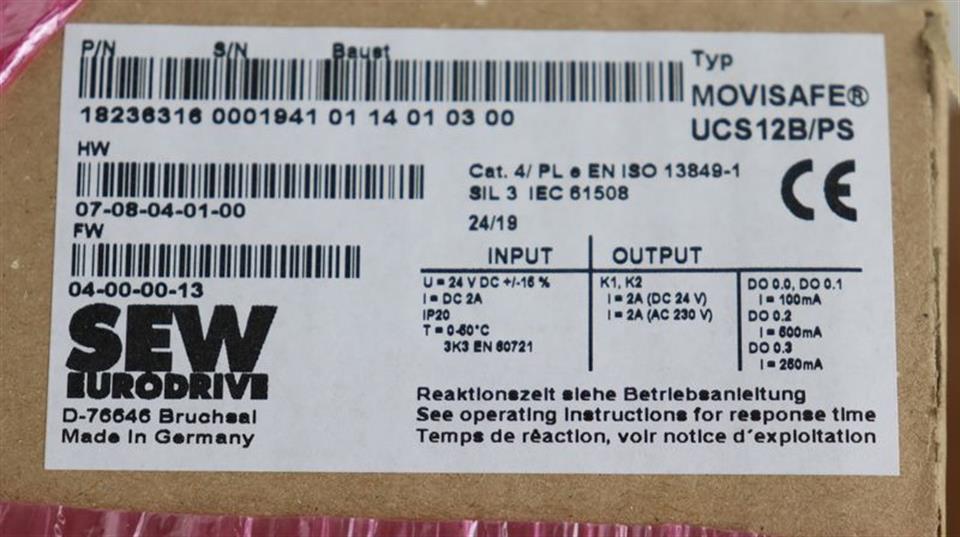 P/N S/N Baust
18236316 0001941 01 14 01 03 00
Typ
MOVISAFE®
UCS12B/PS
HW
07-08-04-01-00
FW
04-00-00-13
Cat. 4/ PL e EN ISO 13849-1
SIL 3 IEC 61508
24/19
CE
INPUT
U = 24 V DC +/-15 %
I = DC 2A
IP20
T = 0-50°C
3K3 EN 60721
OUTPUT
K1, K2
I = 2A (DC 24 V)
I = 2A (AC 230 V)
DO 0.0, DO 0.1
I = 100mA
DO 0.2
I = 500mA
DO 0.3
I = 250mA
SEW
EURODRIVE
D-76646 Bruchsal
Made in Germany
Reaktionszeit siehe Betriebsanleitung
See operating instructions for response time
Temps de rêaction, voir notice d'exploitation